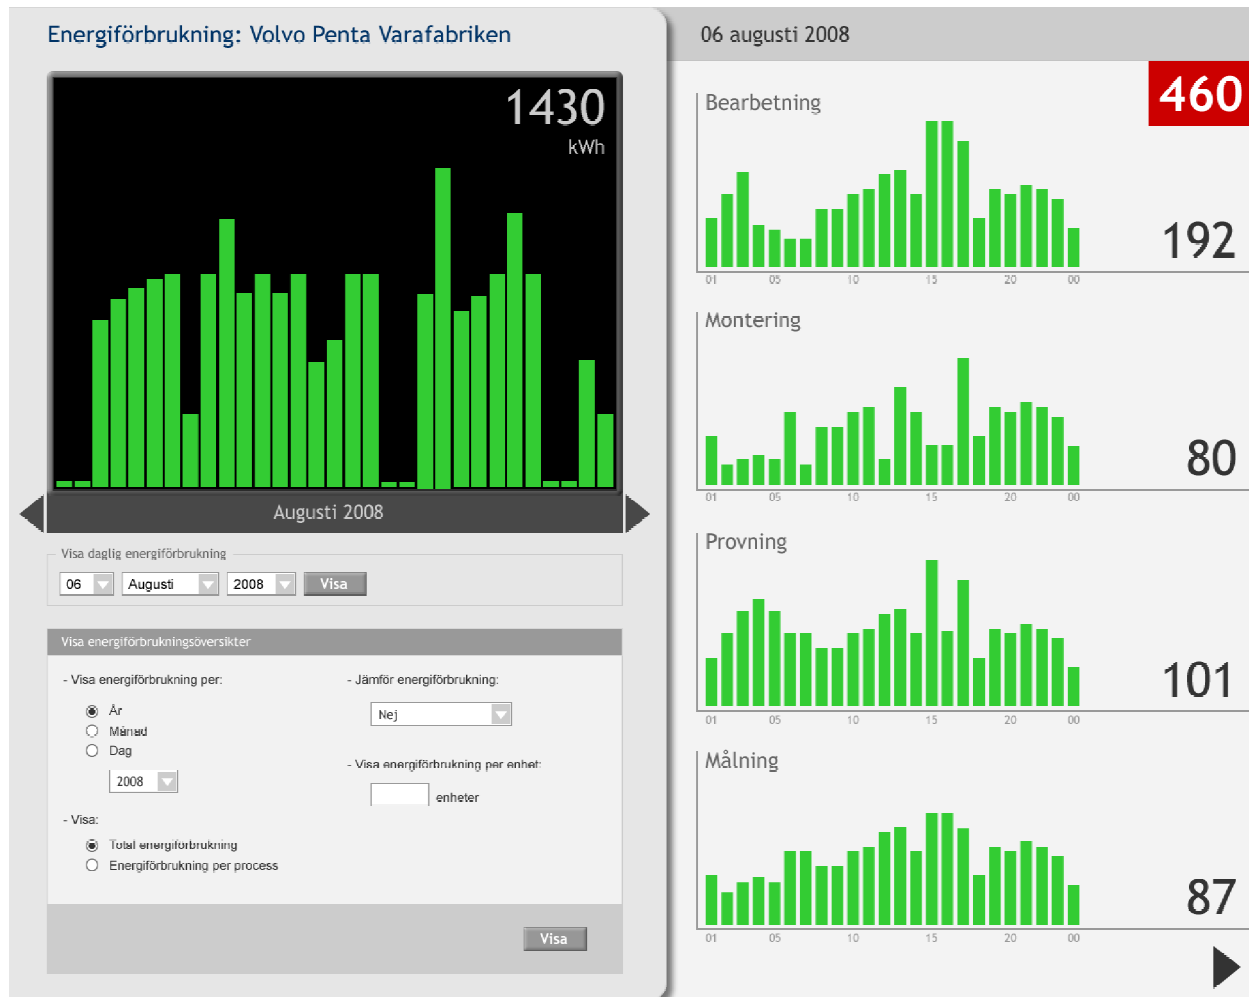 Energiförbrukning: Volvo Penta Varafabriken
1430
kWh
Augusti 2008
Visa daglig energiförbrukning
06
Augusti
2008
Visa
Visa energiförbrukningsöversikter
- Visa energiförbrukning per:
År
Månad
Dag
2008
- Visa:
Total energiförbrukning
Energiförbrukning per process
- Jämför energiförbrukning:
Nej
- Visa energiförbrukning per enhet:
enheter
Visa
06 augusti 2008
460
Bearbetning
192
01 05 10 15 20 00
Montering
80
01 05 10 15 20 00
Provning
101
01 05 10 15 20 00
Målning
87
01 05 10 15 20 00